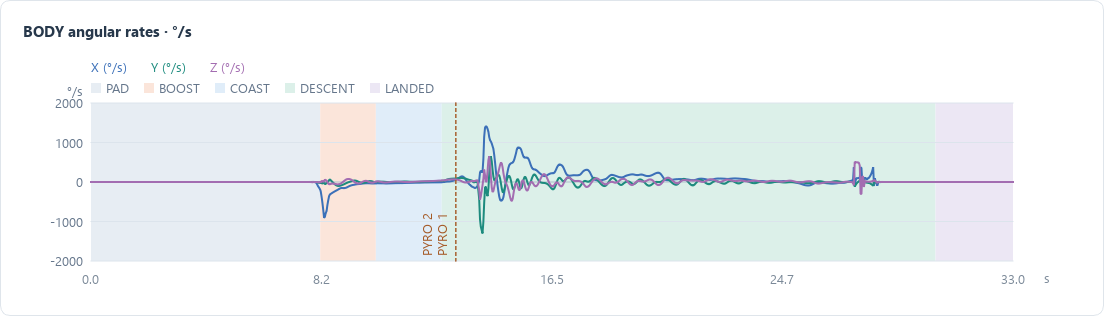 BODY angular rates · °/s
X (°/s) Y (°/s) Z (°/s)
PAD BOOST COAST DESCENT LANDED
°/s
2000
1000
0
-1000
-2000
PYRO 2
PYRO 1
0.0 8.2 16.5 24.7 33.0 s